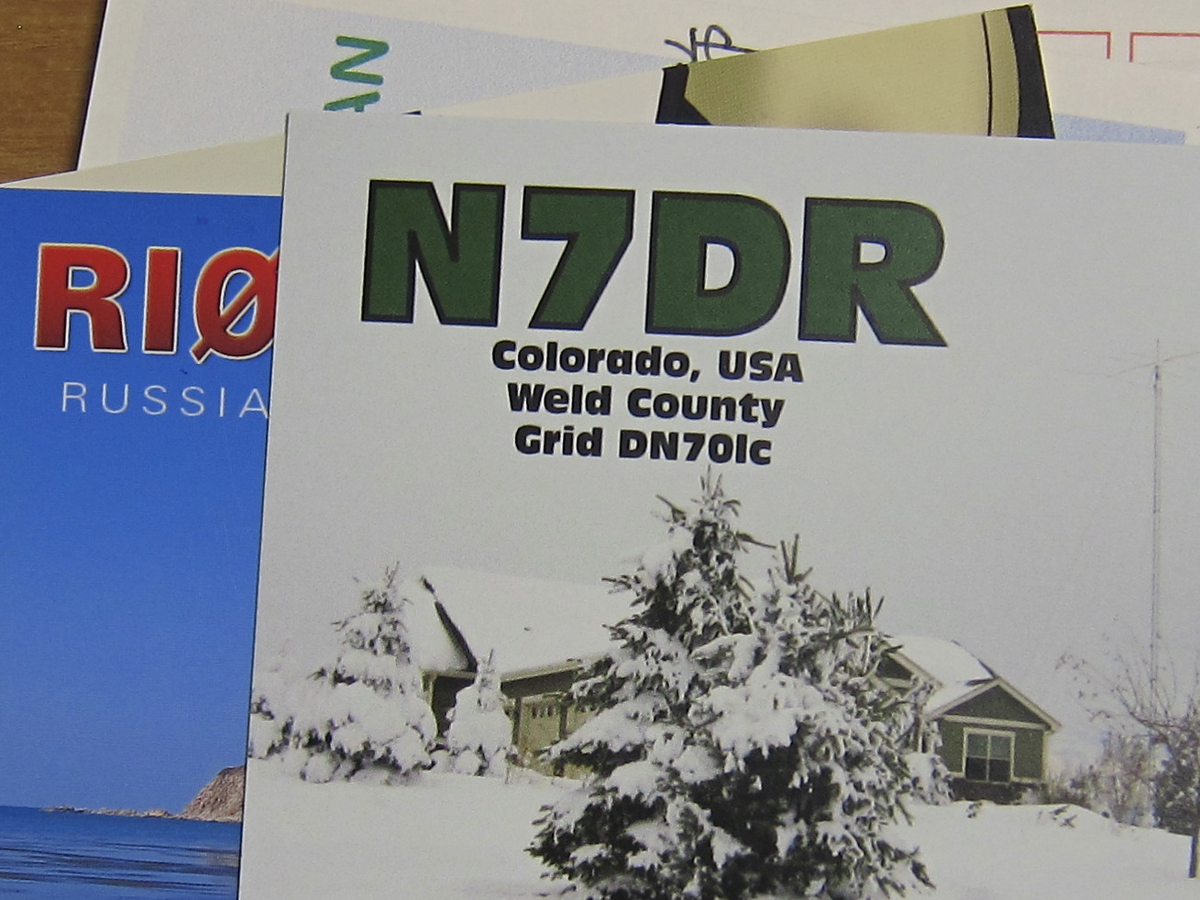 N7DR
Colorado, USA
Weld County
Grid DN70lc
RIØ
RUSSIA